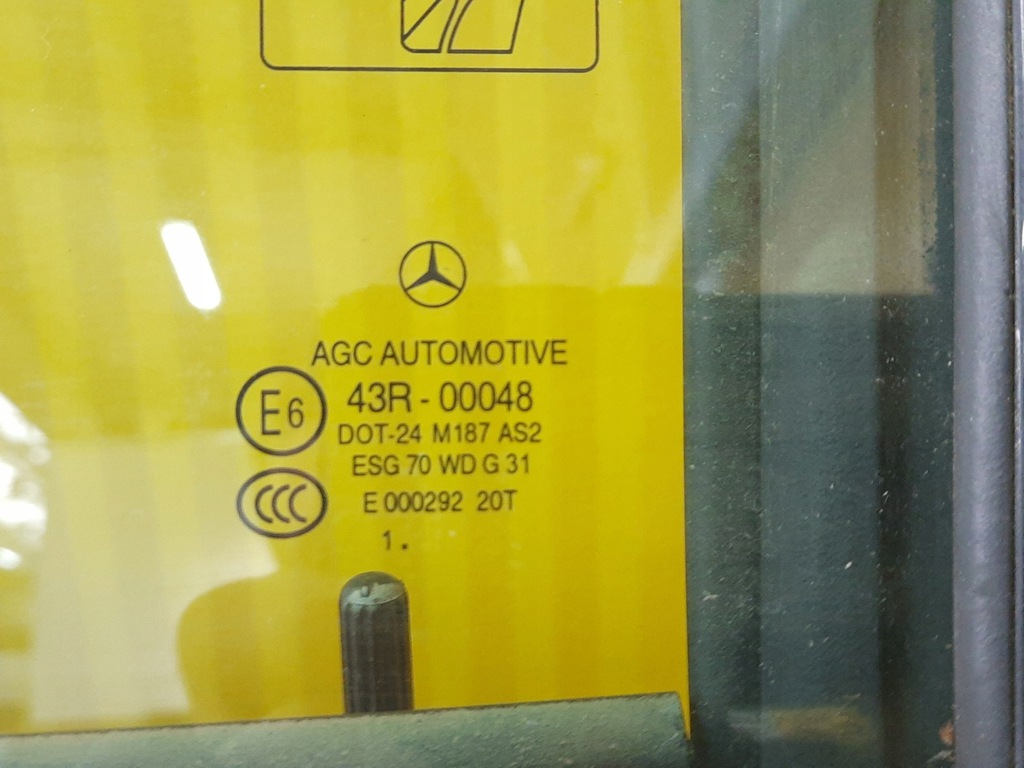 AGC AUTOMOTIVE
E6 43R - 00048
DOT-24 M187 AS2
ESG 70 WD G 31
CCC E 000292 20T
1 .